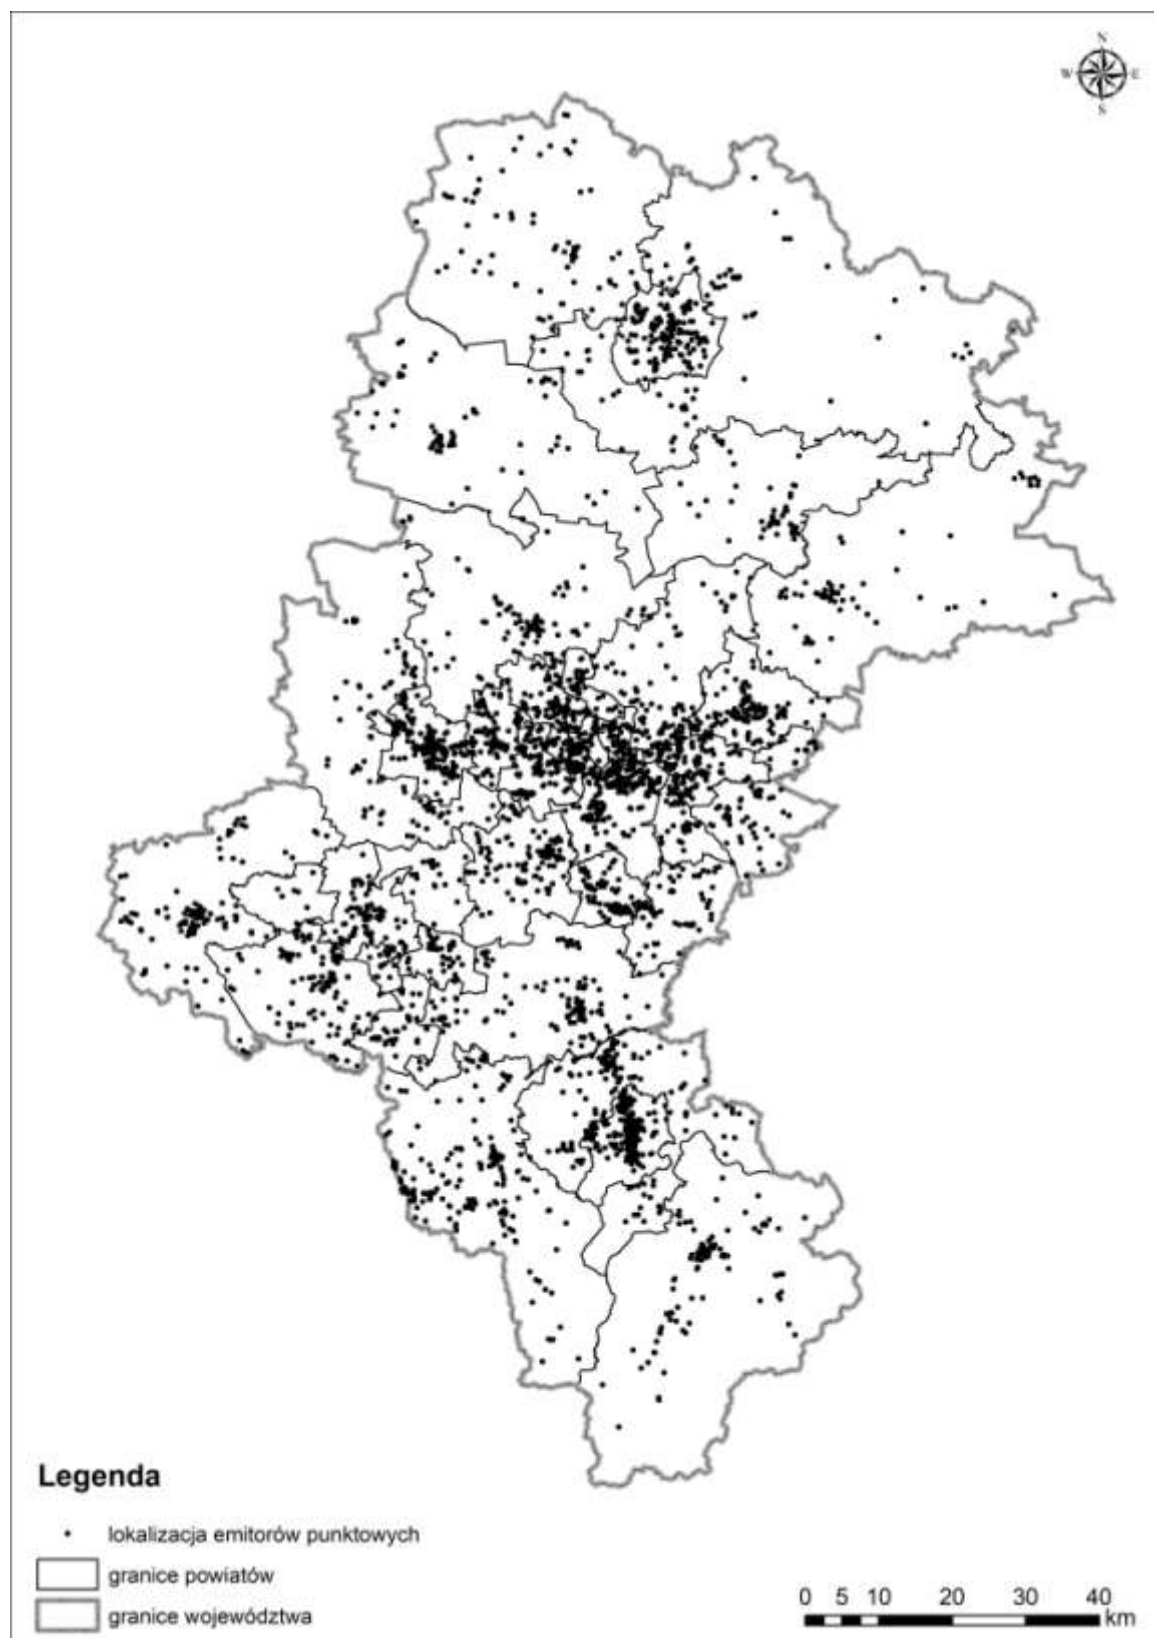 N
W E
S
Legenda
lokalizacja emitorów punktowych
granice powiatów
granice województwa
0 5 10 20 30 40
km